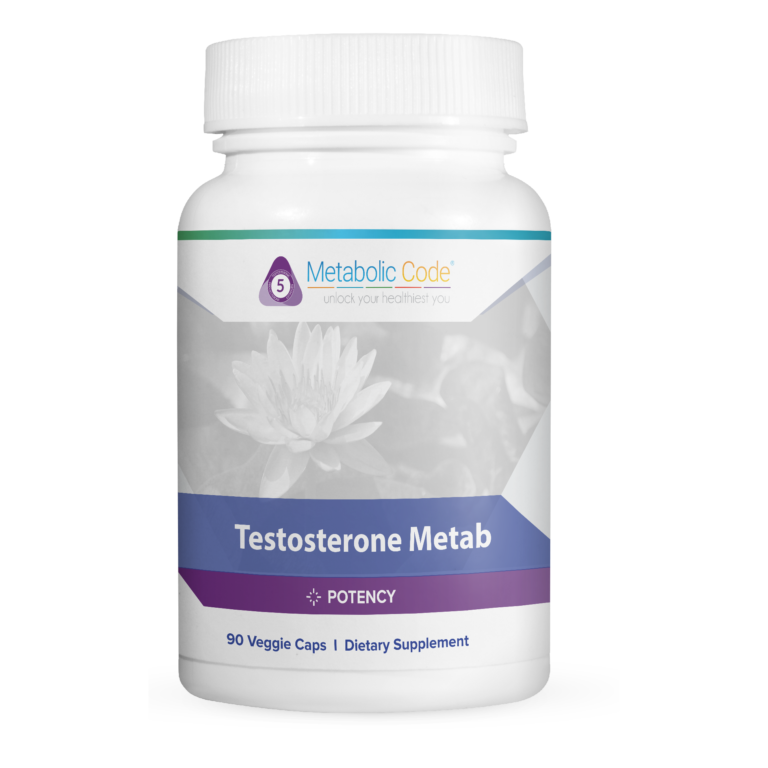 5
Metabolic Code®
unlock your healthiest you
Testosterone Metab
POTENCY
90 Veggie Caps | Dietary Supplement